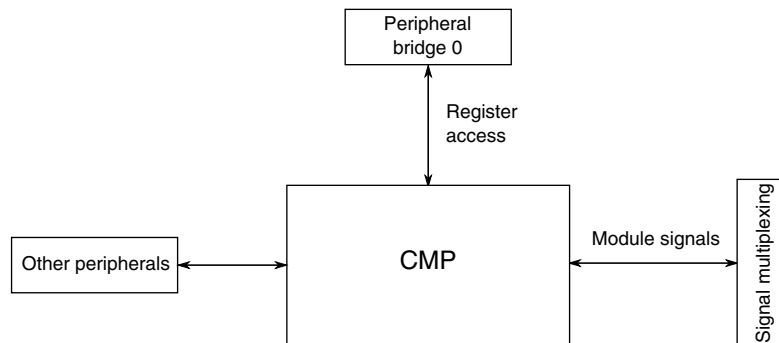 Peripheral
bridge 0
Register
access
Other peripherals
CMP
Module signals
Signal multiplexing